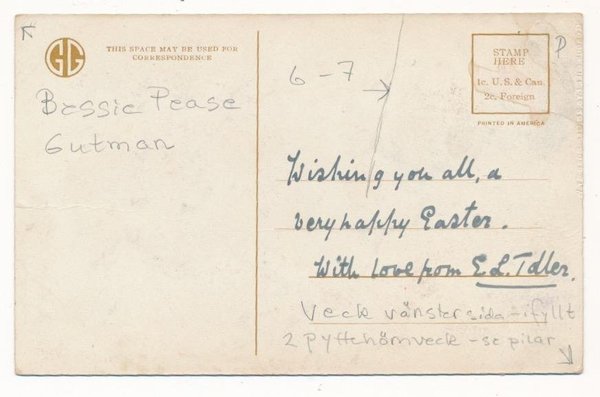 GG
THIS SPACE MAY BE USED FOR
CORRESPONDENCE
Bessie Pease
Gutman
6-7
STAMP
HERE
1c. U.S. & Can.
2c. Foreign
PRINTED IN AMERICA
P
Wishing you all, a
very happy Easter.
With love from E.L. Tdler.
Veck vänster sida - ifyllt
2 pyttehörnveck - se pilar